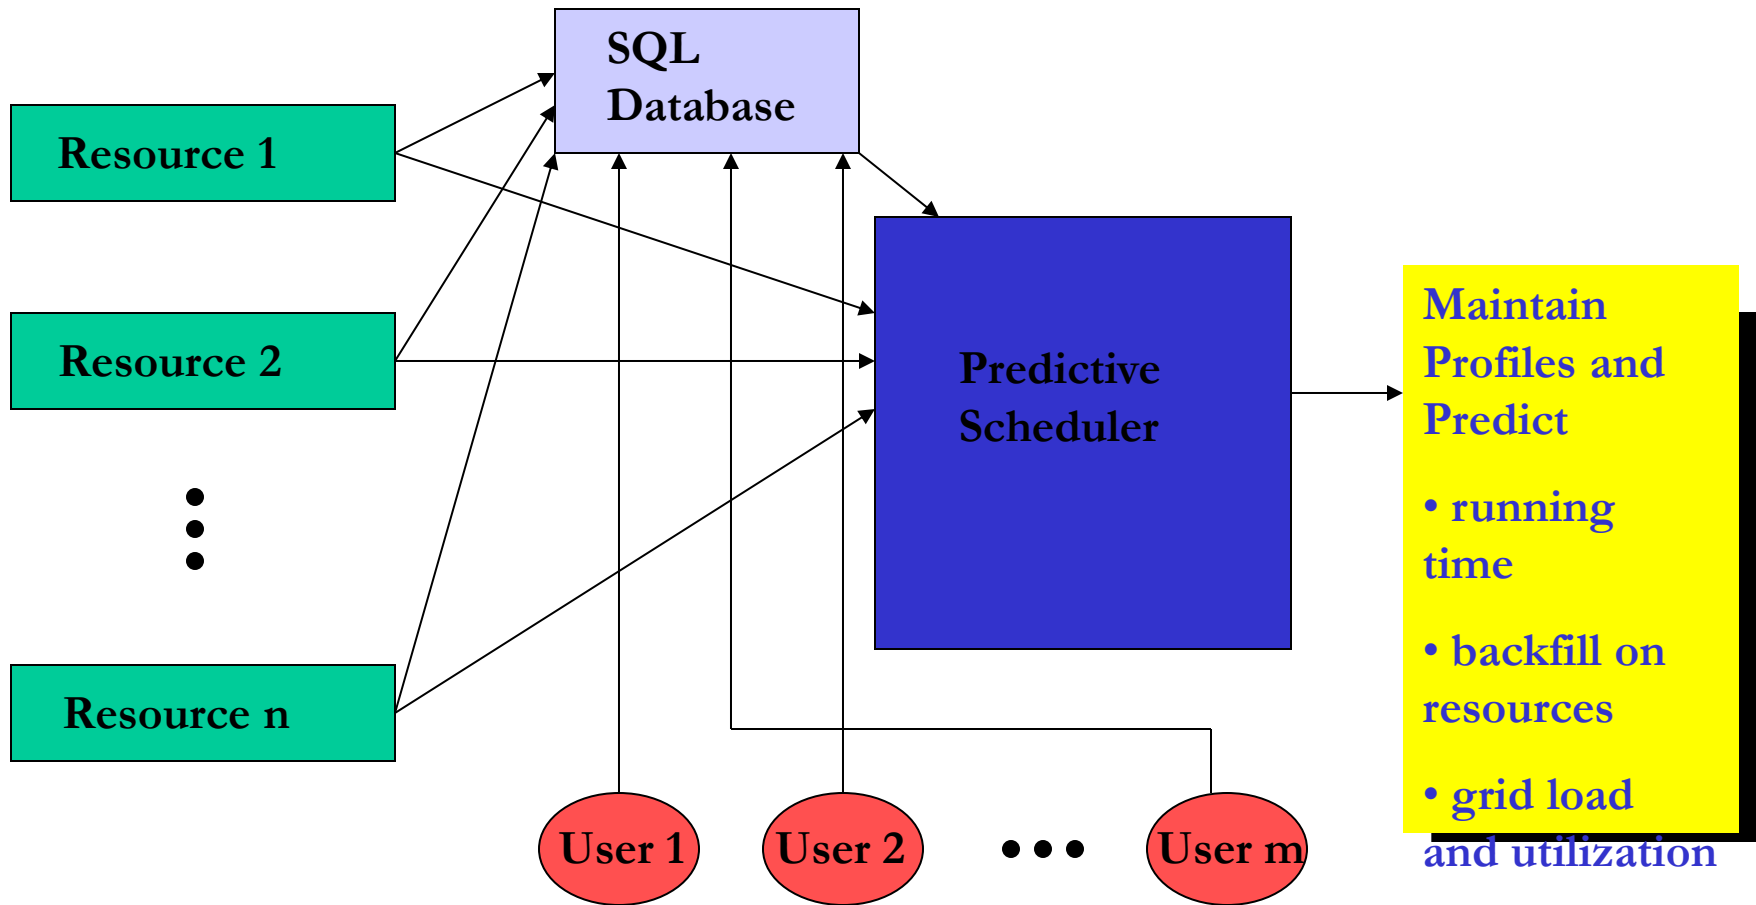 SQL
Database
Resource 1
Resource 2
Resource n
Predictive
Scheduler
Maintain
Profiles and
Predict
• running
time
• backfill on
resources
• grid load
and utilization
User 1
User 2
User m